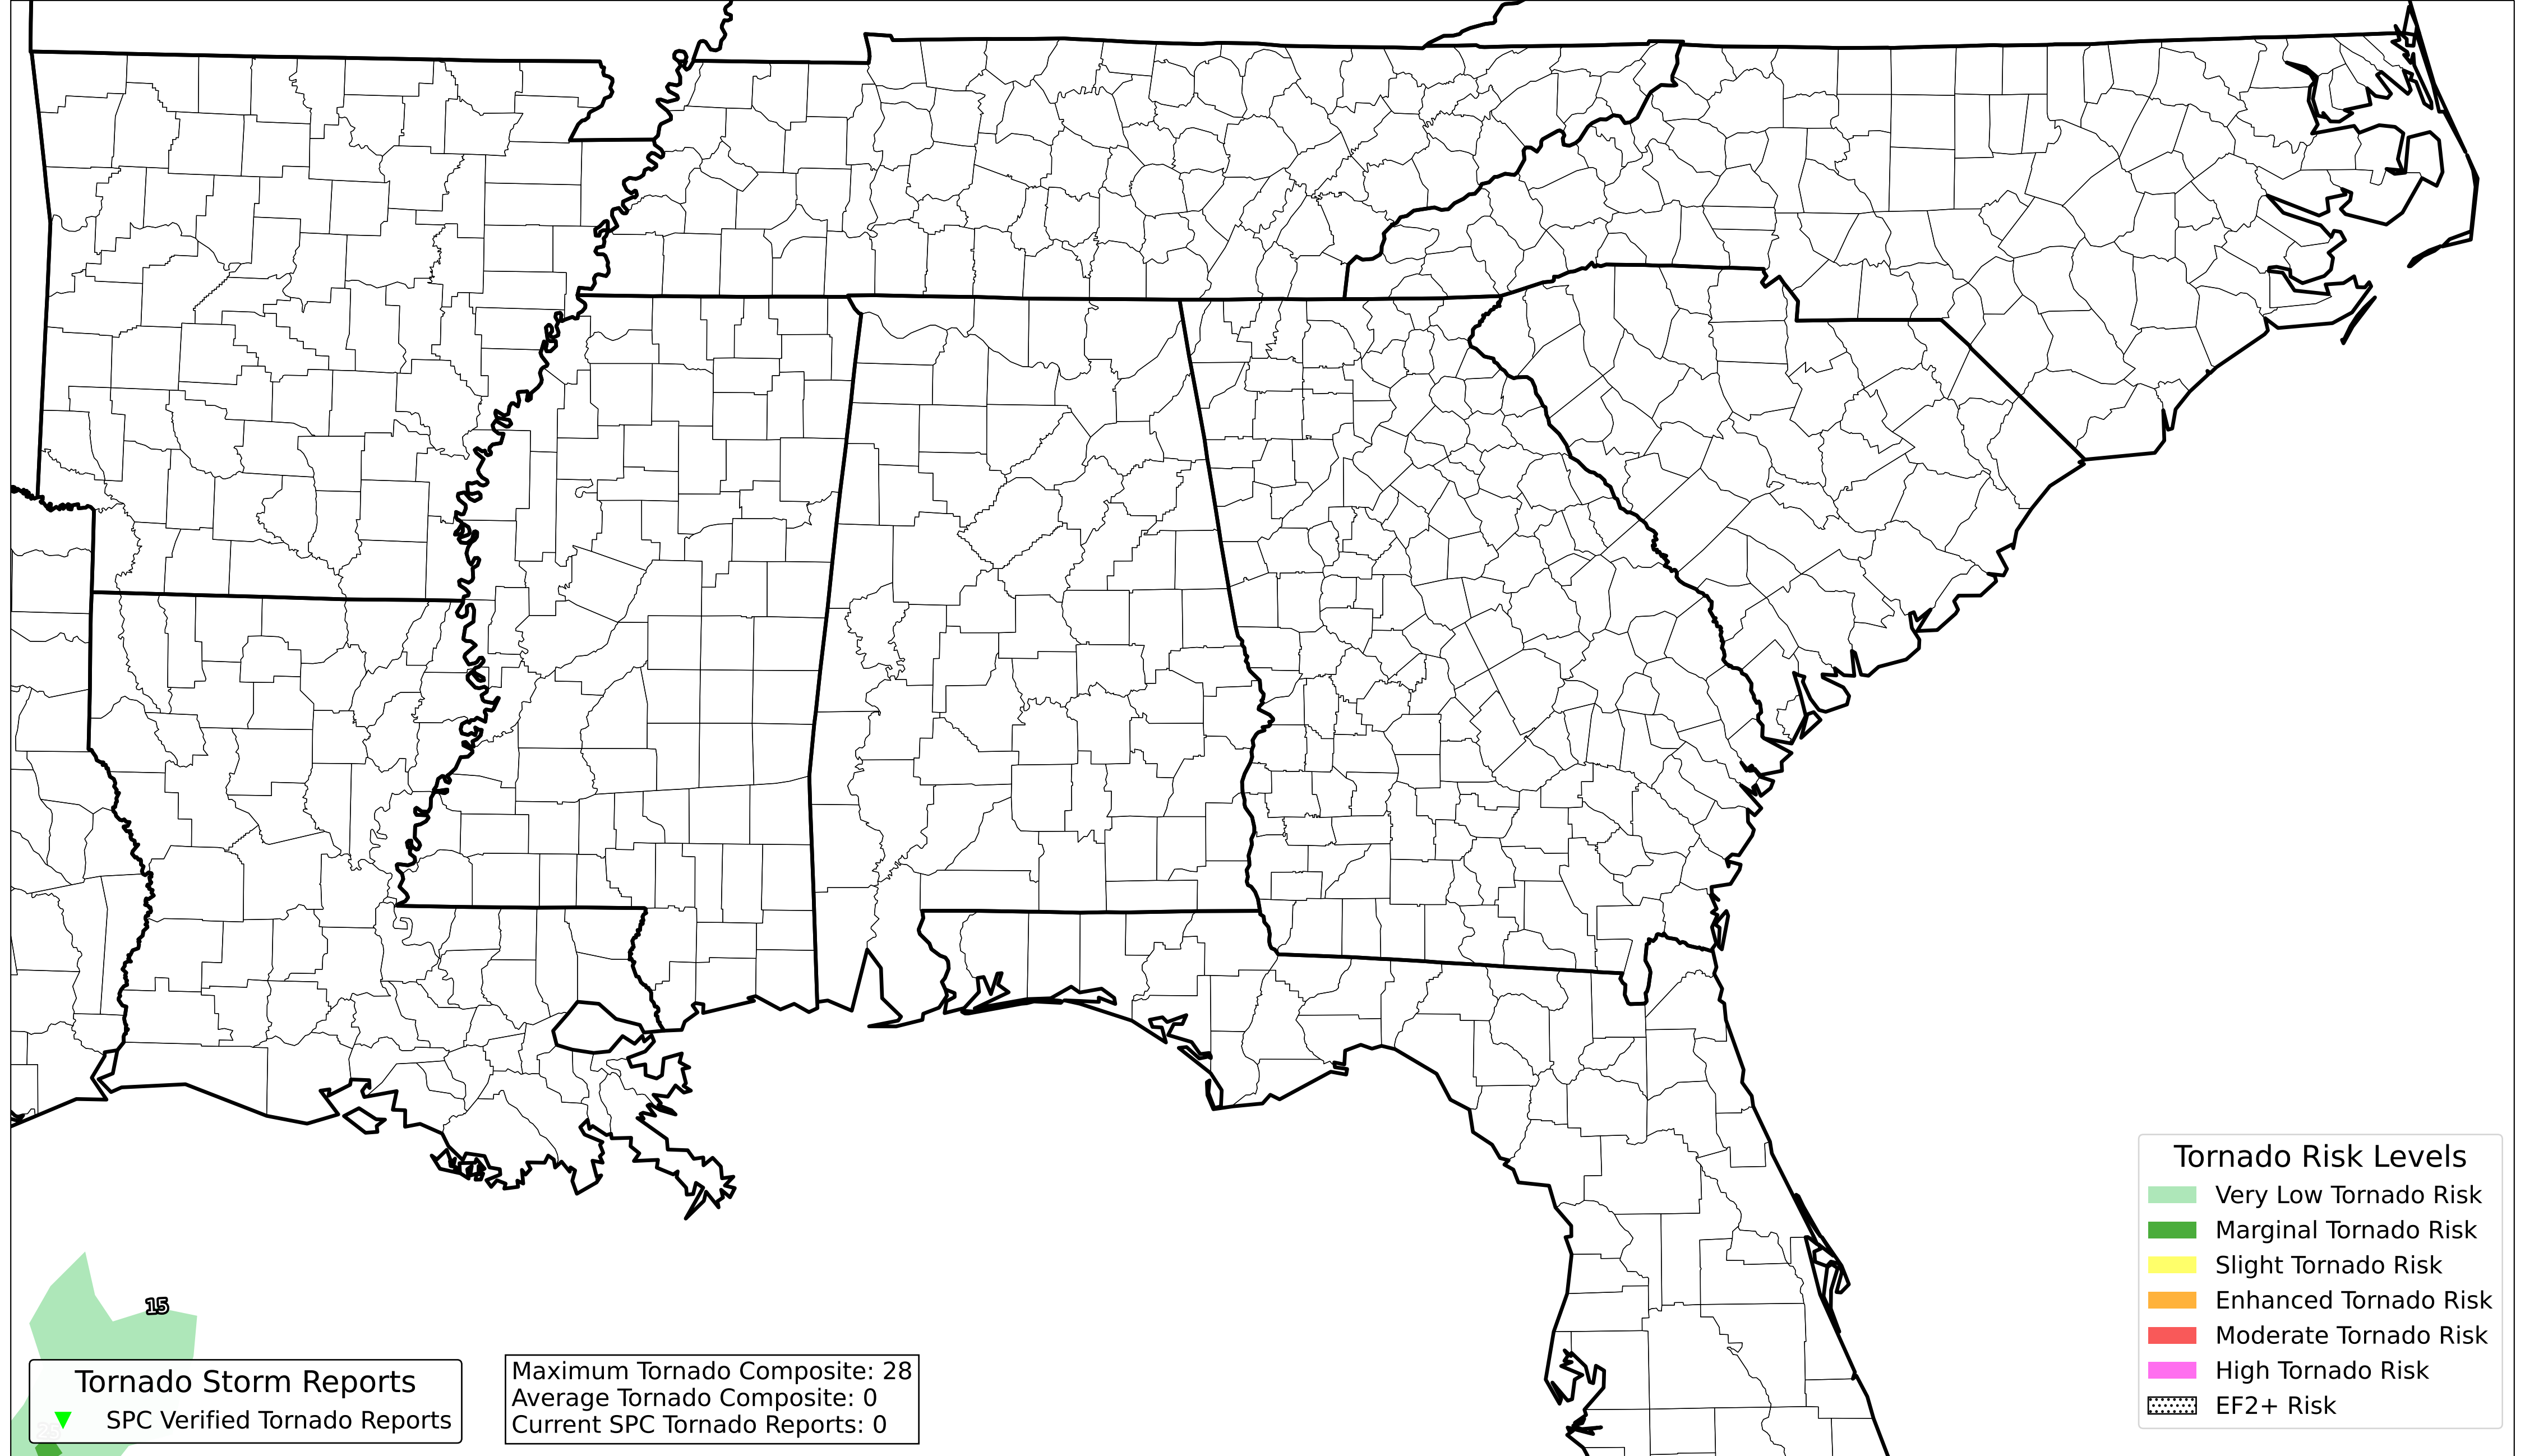 15
Tornado Storm Reports
SPC Verified Tornado Reports
Maximum Tornado Composite: 28
Average Tornado Composite: 0
Current SPC Tornado Reports: 0
Tornado Risk Levels
Very Low Tornado Risk
Marginal Tornado Risk
Slight Tornado Risk
Enhanced Tornado Risk
Moderate Tornado Risk
High Tornado Risk
EF2+ Risk